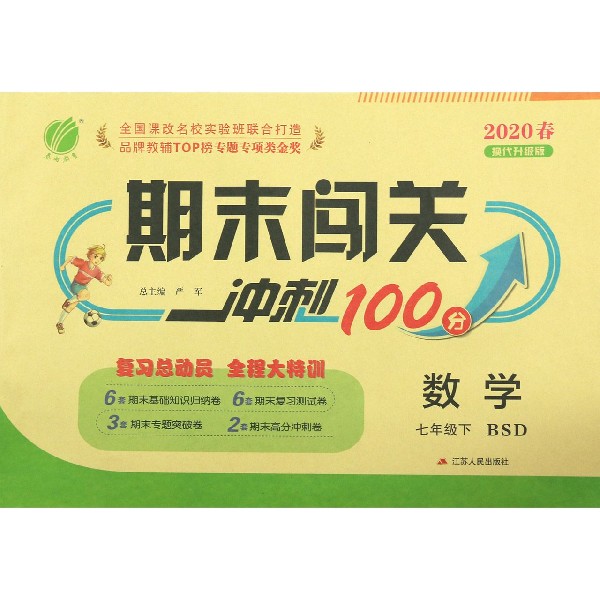 全国课改名校实验班联合打造
品牌教辅TOP榜专题专项类金奖
2020春
换代升级版
期末闯关
冲刺100分
总主编 严 军
复习总动员 全程大特训
6套期末基础知识归纳卷 6套期末复习测试卷
3套期末专题突破卷 2套期末高分冲刺卷
数学
七年级下 BSD
江苏人民出版社